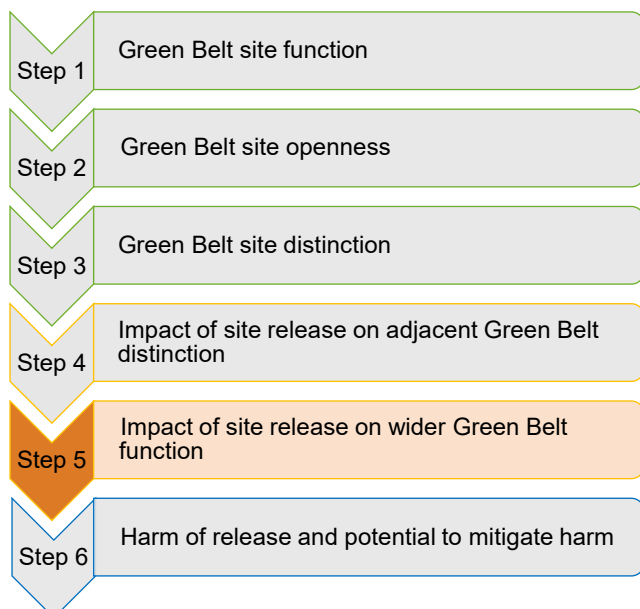 Step 1
Green Belt site function
Step 2
Green Belt site openness
Step 3
Green Belt site distinction
Step 4
Impact of site release on adjacent Green Belt
distinction
Step 5
Impact of site release on wider Green Belt
function
Step 6
Harm of release and potential to mitigate harm